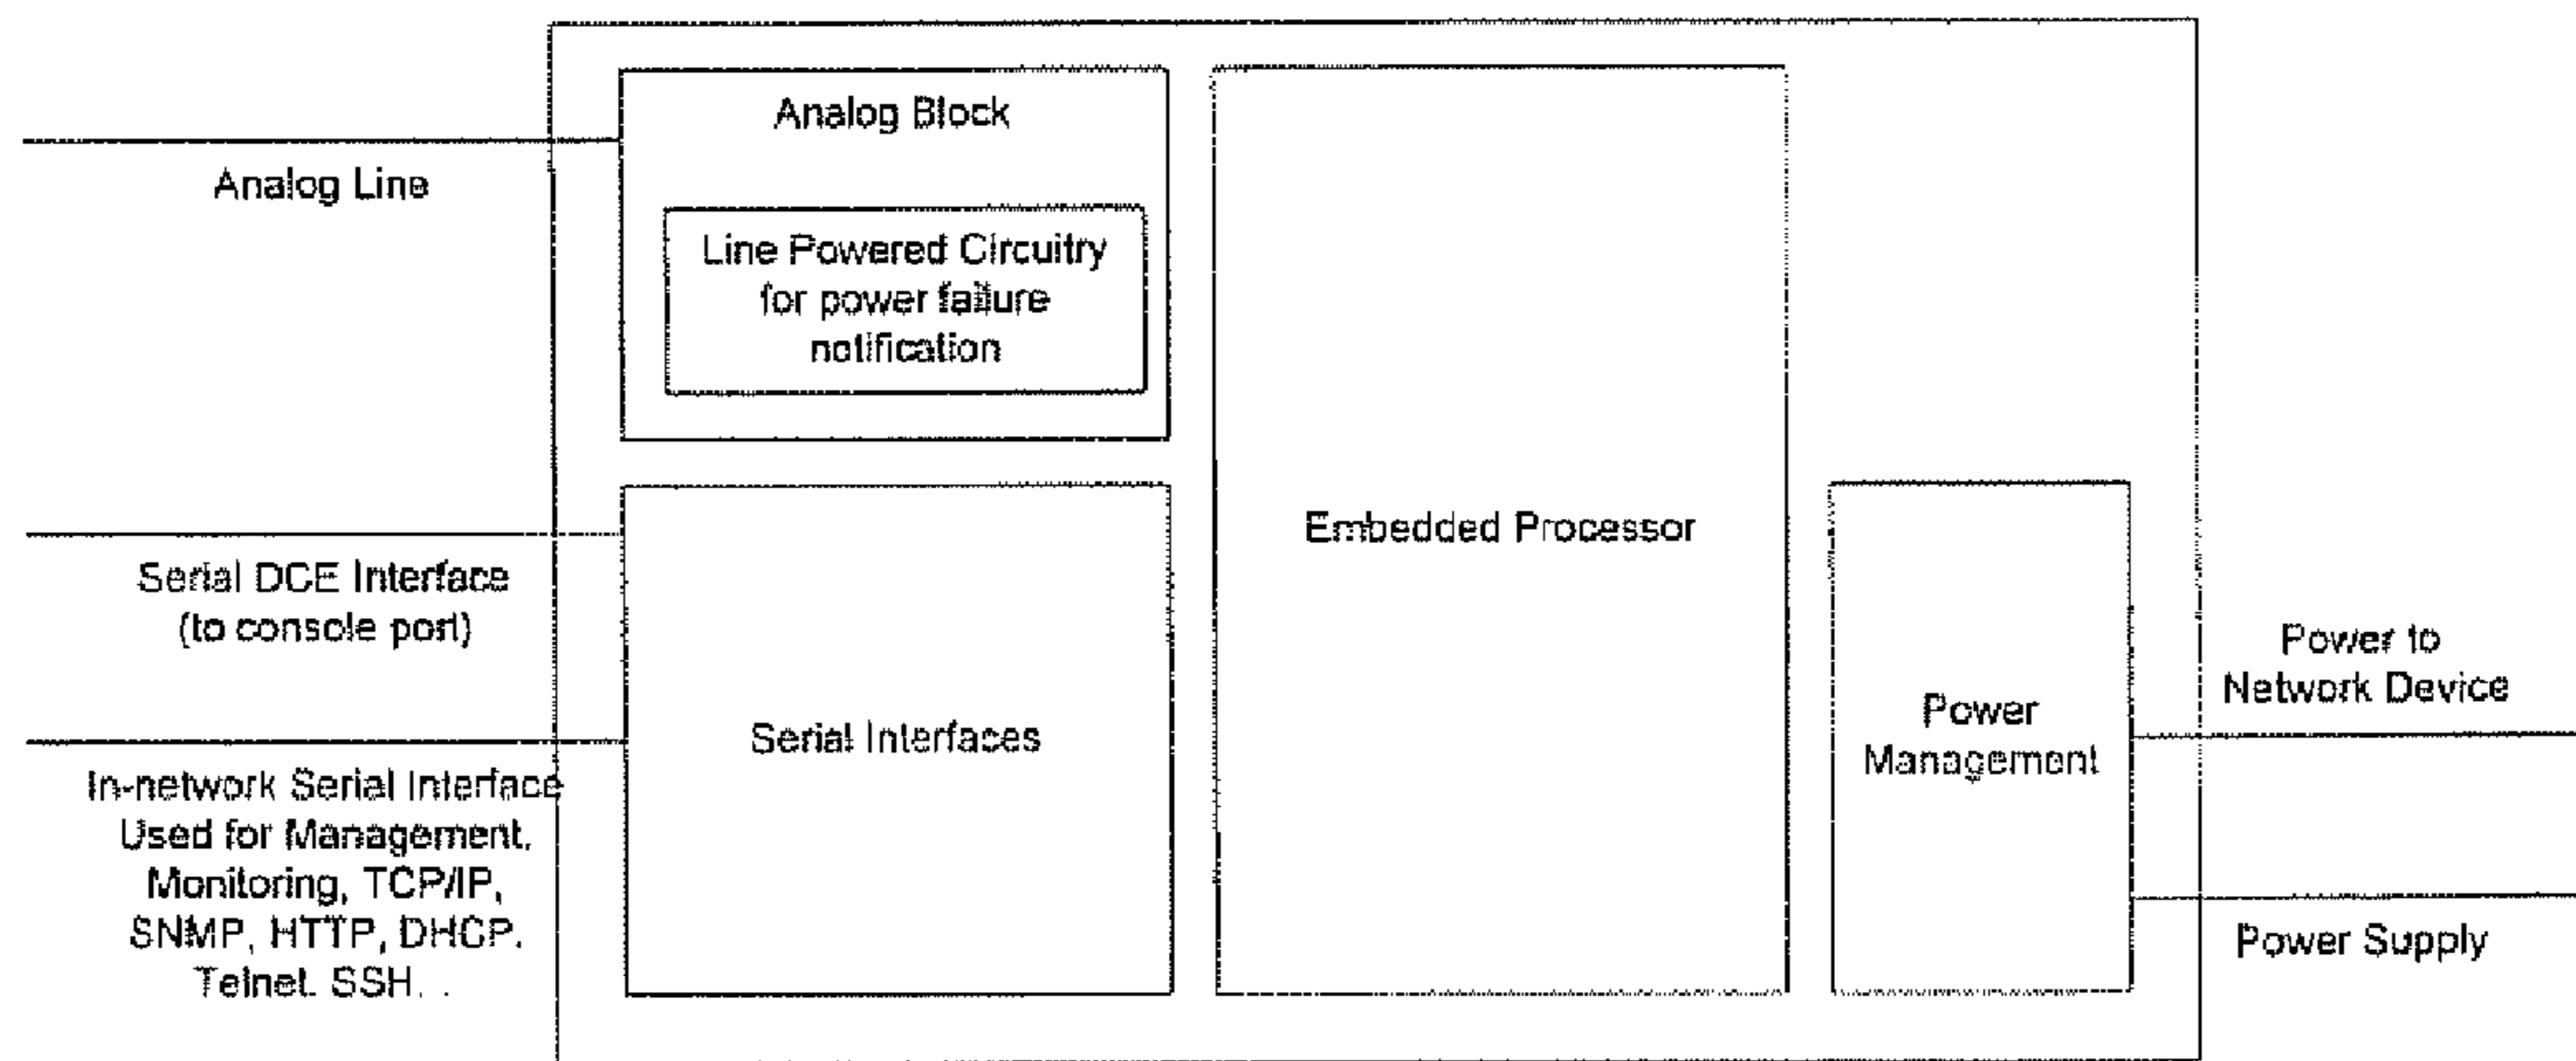 Analog Block
Analog Line
Line Powered Circuitry
for power failure
notification
Serial DCE Interface
(to console port)
Embedded Processor
Power to
Network Device
Power
Management
Serial Interfaces
In-network Serial Interface
Used for Management,
Monitoring, TCP/IP,
SNMP, HTTP, DHCP,
Telnet, SSH, .
Power Supply